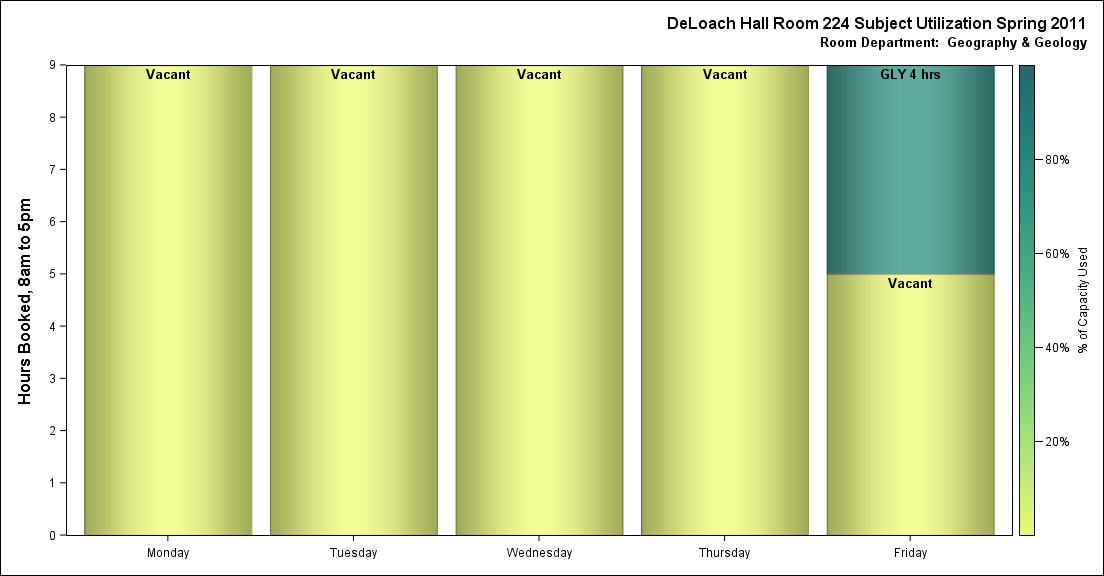 DeLoach Hall Room 224 Subject Utilization Spring 2011
Room Department:  Geography & Geology
Hours Booked, 8am to 5pm
9
8
7
6
5
4
3
2
1
0
Vacant
Vacant
Vacant
Vacant
GLY 4 hrs
Vacant
Monday
Tuesday
Wednesday
Thursday
Friday
80%
60%
40%
20%
% of Capacity Used